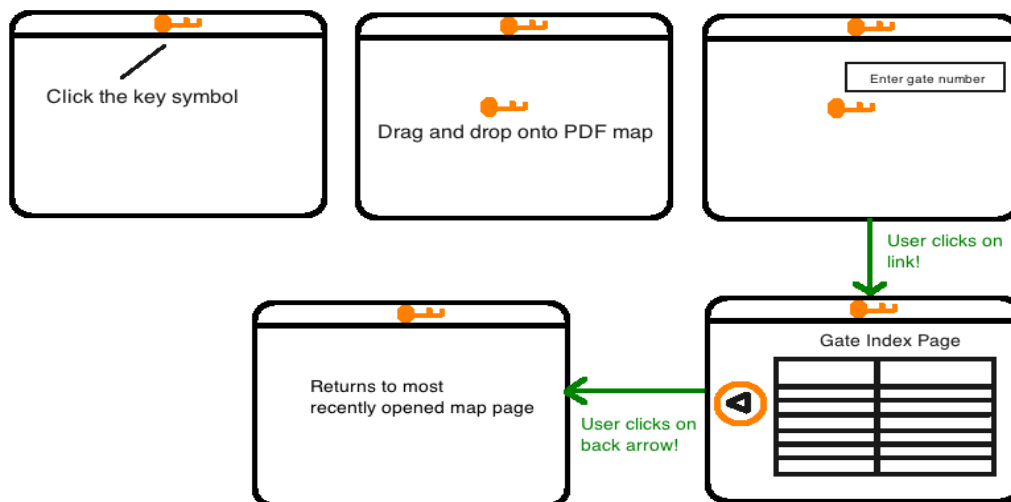 Click the key symbol
Drag and drop onto PDF map
Enter gate number
User clicks on
link!
Gate Index Page
Returns to most
recently opened map page
User clicks on
back arrow!